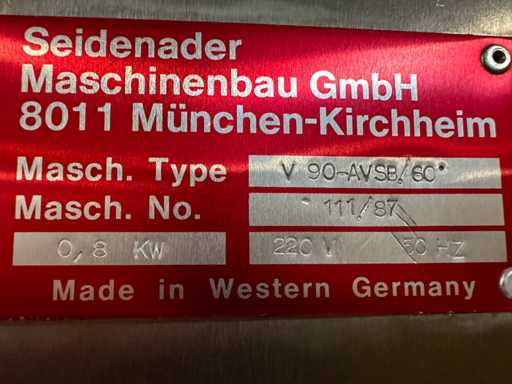 Seidenader
Maschinenbau GmbH
8011 München-Kirchheim
Masch. Type V 90-AVSB/60°
Masch. No. 111/87
0,8 KW 220 V 50 HZ
Made in Western Germany